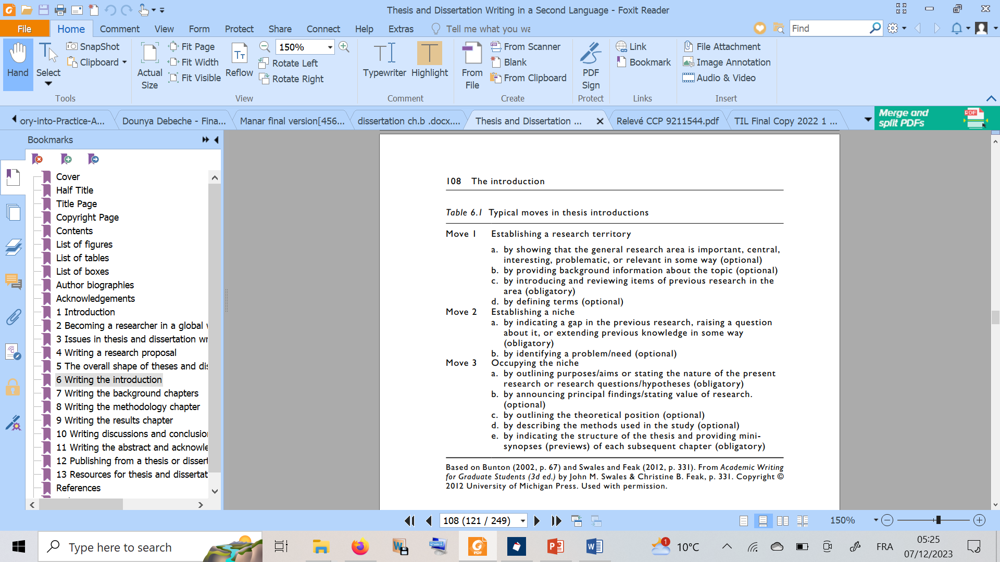 Thesis and Dissertation Writing in a Second Language - Foxit Reader
File Home Comment View Form Protect Share Connect Help Extras Tell me what you wa Find
Hand
Select
SnapShot
Clipboard
Tools
Actual Size
Fit Page
Fit Width
Fit Visible
Reflow
150%
Rotate Left
Rotate Right
View
Typewriter
Highlight
Comment
From File
From Scanner
Blank
From Clipboard
Create
PDF Sign
Protect
Link
Bookmark
Links
File Attachment
Image Annotation
Audio & Video
Insert
ory-into-Practice-A... Dounya Debeche - Fina... Manar final version[456... dissertation ch.b .docx.... Thesis and Dissertation ... Relevé CCP 9211544.pdf TIL Final Copy 2022 1 ...
Merge and
split PDFs
PDF
Bookmarks
Cover
Half Title
Title Page
Copyright Page
Contents
List of figures
List of tables
List of boxes
Author biographies
Acknowledgements
1 Introduction
2 Becoming a researcher in a global
3 Issues in thesis and dissertation wr
4 Writing a research proposal
5 The overall shape of theses and dis
6 Writing the introduction
7 Writing the background chapters
8 Writing the methodology chapter
9 Writing the results chapter
10 Writing discussions and conclusio
11 Writing the abstract and acknowle
12 Publishing from a thesis or dissert
13 Resources for thesis and dissertat
References
108 The introduction
Table 6.1 Typical moves in thesis introductions
Move 1 Establishing a research territory
a. by showing that the general research area is important, central,
interesting, problematic, or relevant in some way (optional)
b. by providing background information about the topic (optional)
c. by introducing and reviewing items of previous research in the
area (obligatory)
d. by defining terms (optional)
Move 2 Establishing a niche
a. by indicating a gap in the previous research, raising a question
about it, or extending previous knowledge in some way
(obligatory)
b. by identifying a problem/need (optional)
Move 3 Occupying the niche
a. by outlining purposes/aims or stating the nature of the present
research or research questions/hypotheses (obligatory)
b. by announcing principal findings/stating value of research.
(optional)
c. by outlining the theoretical position (optional)
d. by describing the methods used in the study (optional)
e. by indicating the structure of the thesis and providing mini-
synopses (previews) of each subsequent chapter (obligatory)
Based on Bunton (2002, p. 67) and Swales and Feak (2012, p. 331). From Academic Writing
for Graduate Students (3d ed.) by John M. Swales & Christine B. Feak, p. 331. Copyright ©
2012 University of Michigan Press. Used with permission.
108 (121 / 249)
150%
Type here to search
1
10°C
FRA
05:25
07/12/2023